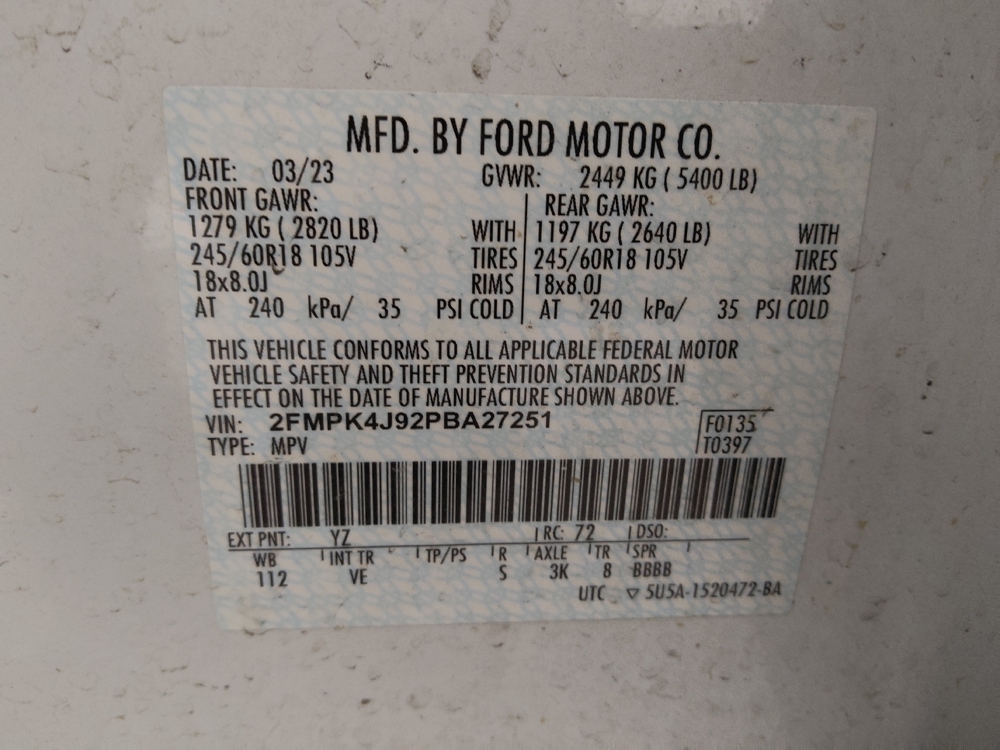 MFD. BY FORD MOTOR CO.
DATE: 03/23 GVWR: 2449 KG ( 5400 LB)
FRONT GAWR: REAR GAWR:
1279 KG ( 2820 LB) WITH 1197 KG ( 2640 LB) WITH
245/60R18 105V TIRES 245/60R18 105V TIRES
18x8.0J RIMS 18x8.0J RIMS
AT 240 kPa/ 35 PSI COLD AT 240 kPa/ 35 PSI COLD
THIS VEHICLE CONFORMS TO ALL APPLICABLE FEDERAL MOTOR
VEHICLE SAFETY AND THEFT PREVENTION STANDARDS IN
EFFECT ON THE DATE OF MANUFACTURE SHOWN ABOVE.
VIN: 2FMPK4J92PBA27251 F0135
TYPE: MPV T0397
EXT PNT: YZ RC: 72 DSO:
WB INT TR TP/PS R AXLE TR SPR
112 VE S 3K 8 BBBB
UTC ▽ 5U5A-1520472-BA